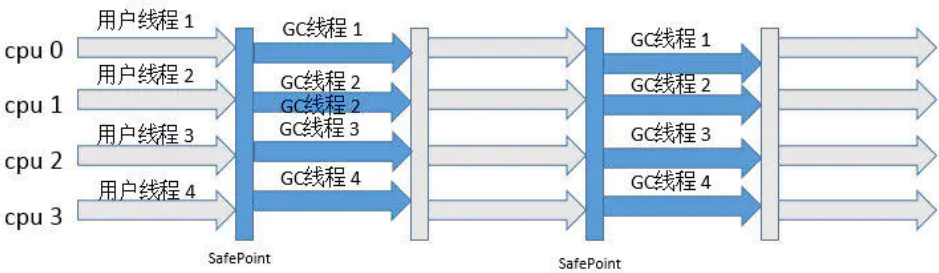 用户线程 1
GC线程 1
GC线程 1
cpu 0
用户线程 2
GC线程 2
GC线程 2
cpu 1
GC线程 2
用户线程 3
GC线程 3
GC线程 3
cpu 2
用户线程 4
GC线程 4
GC线程 4
cpu 3
SafePoint
SafePoint